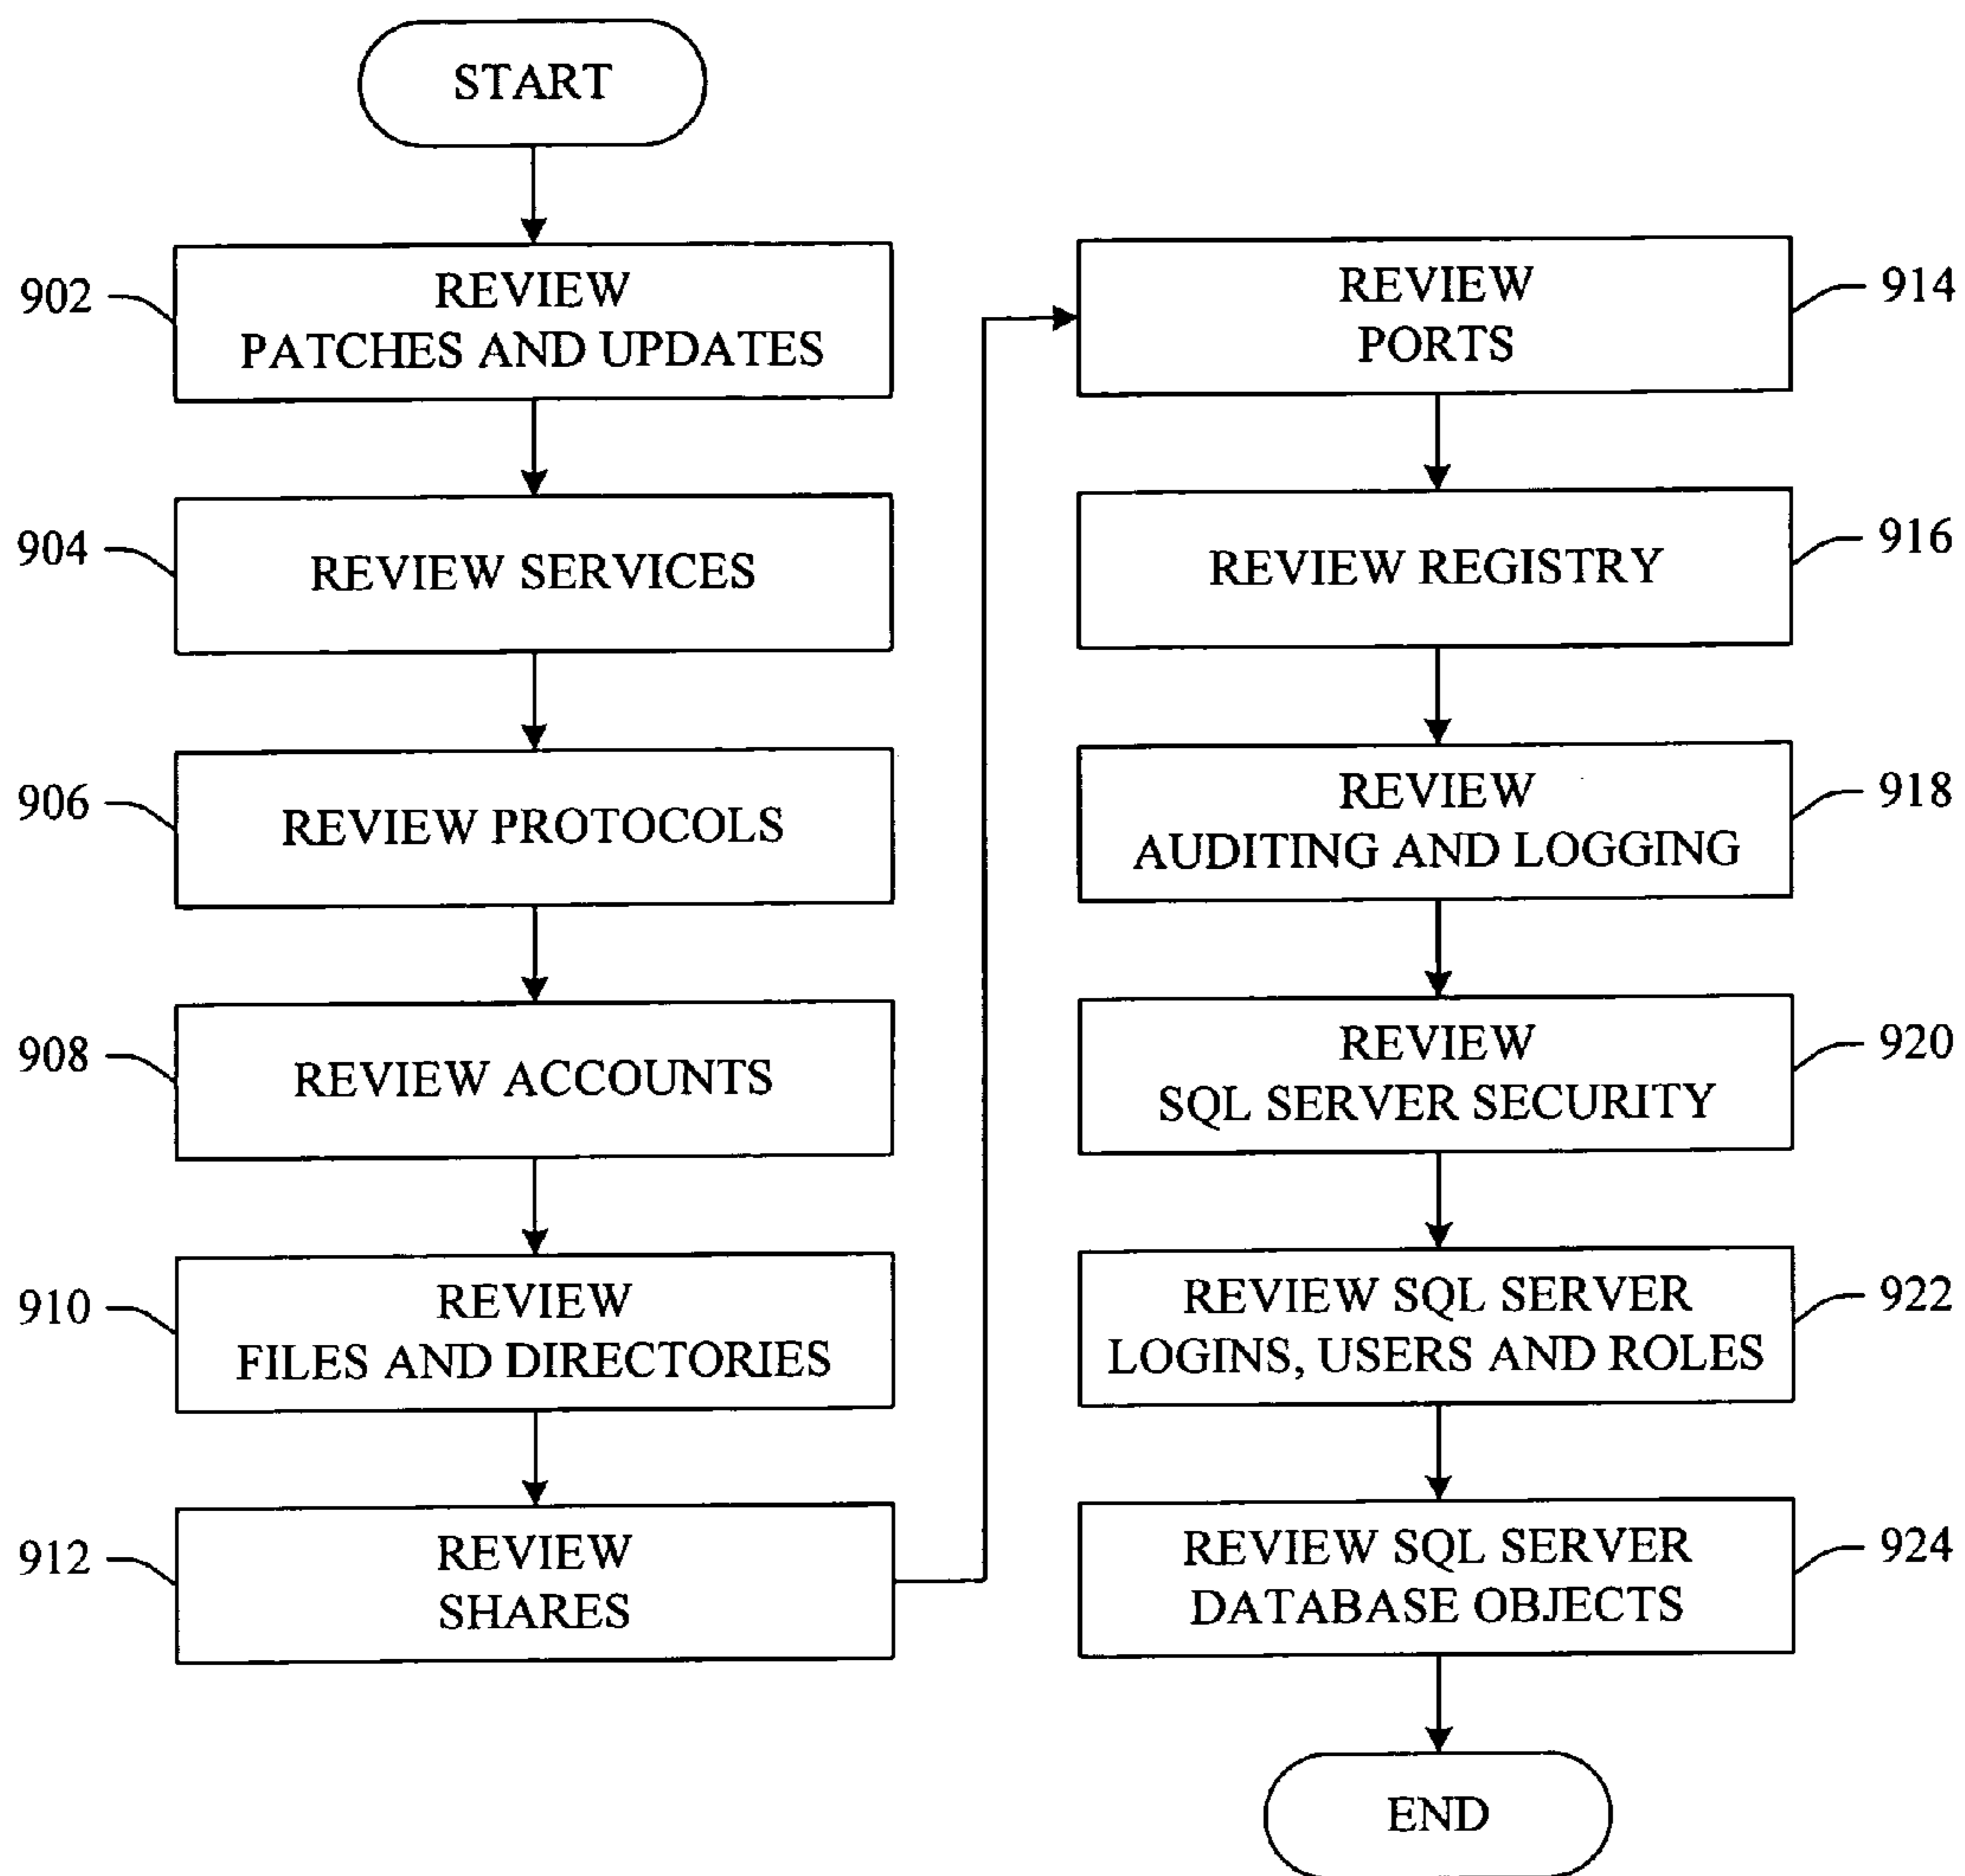 START
902
REVIEW
PATCHES AND UPDATES
904
REVIEW SERVICES
906
REVIEW PROTOCOLS
908
REVIEW ACCOUNTS
910
REVIEW
FILES AND DIRECTORIES
912
REVIEW
SHARES
REVIEW
PORTS
914
REVIEW REGISTRY
916
REVIEW
AUDITING AND LOGGING
918
REVIEW
SQL SERVER SECURITY
920
REVIEW SQL SERVER
LOGINS, USERS AND ROLES
922
REVIEW SQL SERVER
DATABASE OBJECTS
924
END